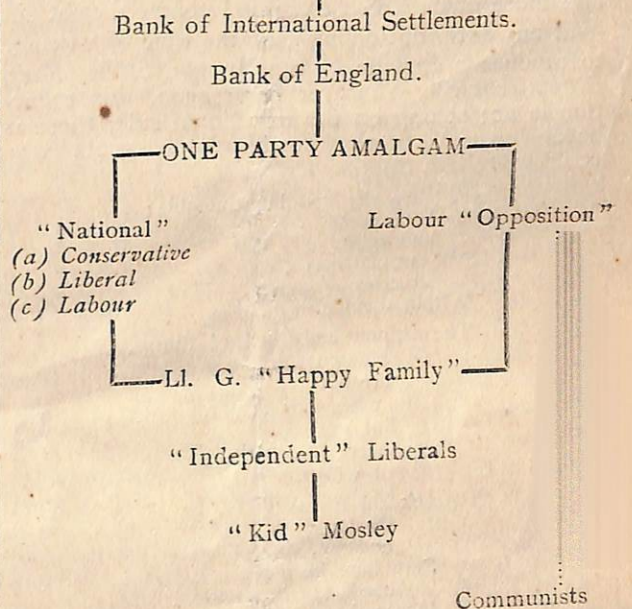 Bank of International Settlements.
Bank of England.
ONE PARTY AMALGAM
"National"
(a) Conservative
(b) Liberal
(c) Labour
Labour "Opposition"
Ll. G. "Happy Family"
"Independent" Liberals
"Kid" Mosley
Communists